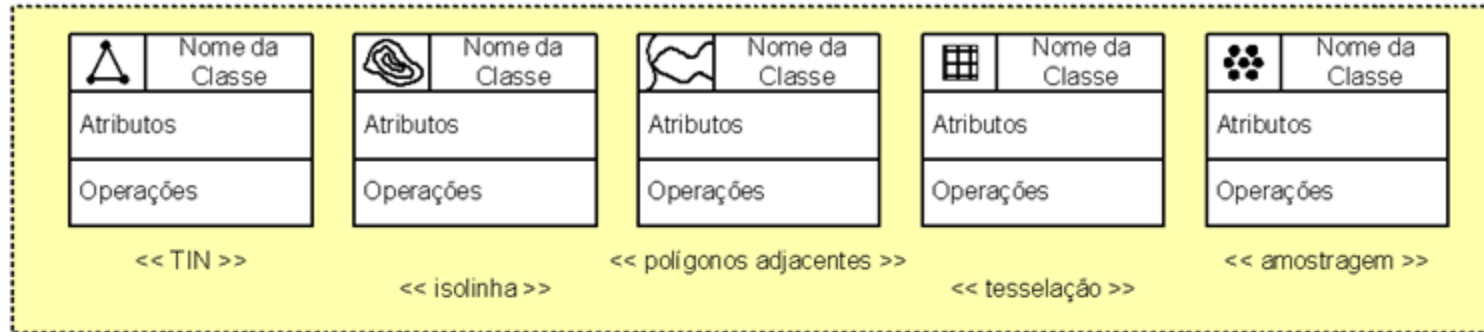 Nome da
Classe
Atributos
Operações
<< TIN >>
Nome da
Classe
Atributos
Operações
<< isolinha >>
Nome da
Classe
Atributos
Operações
<< polígonos adjacentes >>
Nome da
Classe
Atributos
Operações
<< tesselação >>
Nome da
Classe
Atributos
Operações
<< amostragem >>